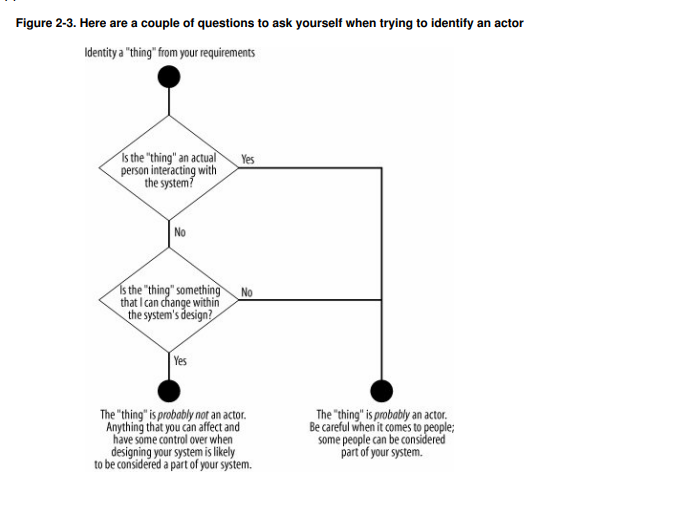 Figure 2-3. Here are a couple of questions to ask yourself when trying to identify an actor
Identity a "thing" from your requirements
Is the "thing" an actual
person interacting with
the system?
Yes
No
Is the "thing" something
that I can change within
the system's design?
No
Yes
The "thing" is probably not an actor.
Anything that you can affect and
have some control over when
designing your system is likely
to be considered a part of your system.
The "thing" is probably an actor.
Be careful when it comes to people;
some people can be considered
part of your system.